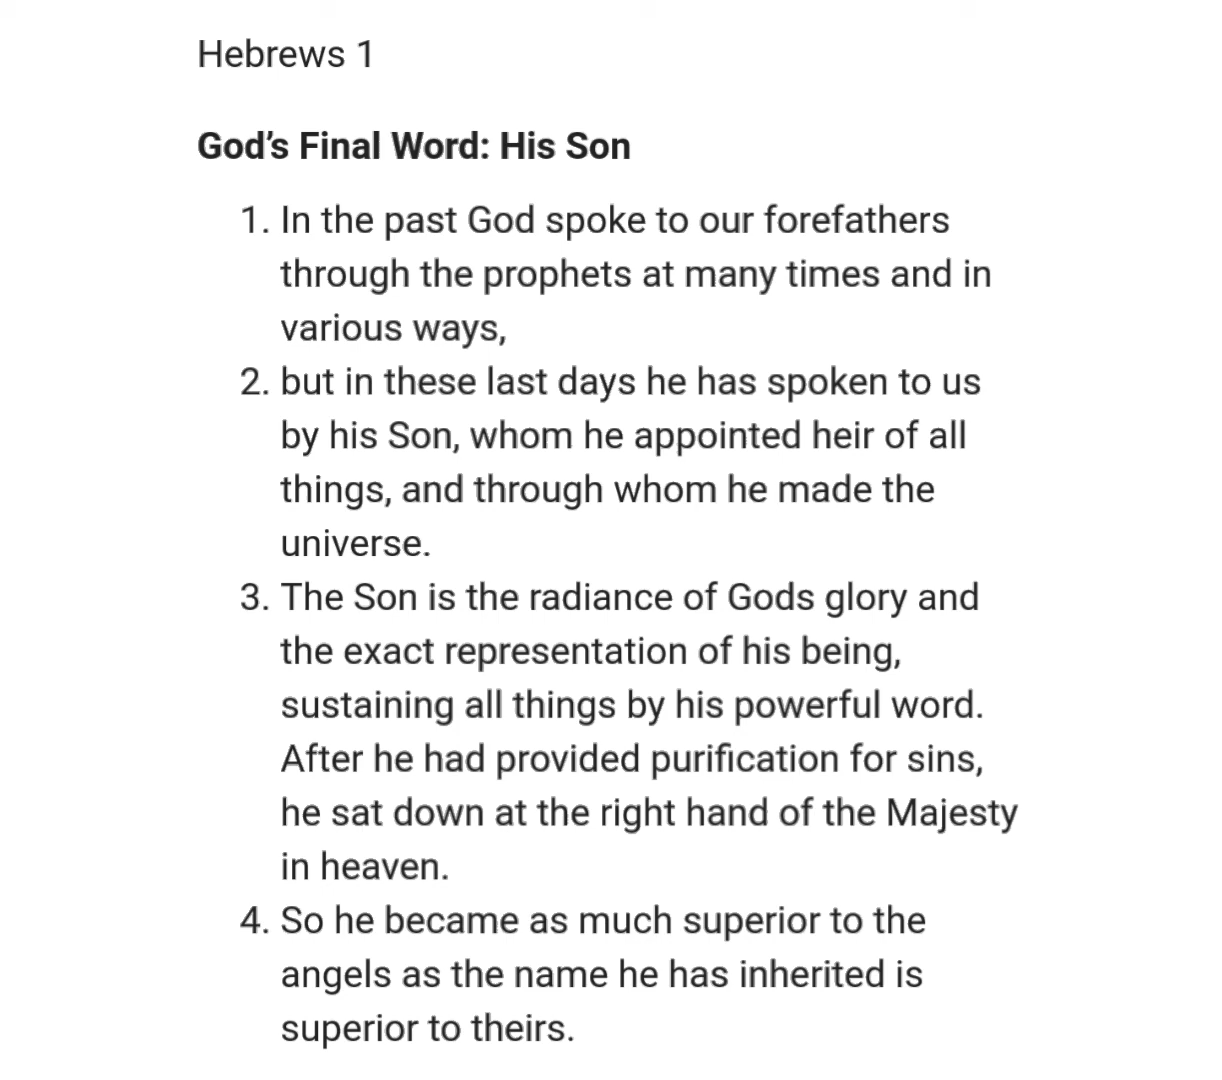 Hebrews 1
God’s Final Word: His Son
1. In the past God spoke to our forefathers
through the prophets at many times and in
various ways,
2. but in these last days he has spoken to us
by his Son, whom he appointed heir of all
things, and through whom he made the
universe.
3. The Son is the radiance of Gods glory and
the exact representation of his being,
sustaining all things by his powerful word.
After he had provided purification for sins,
he sat down at the right hand of the Majesty
in heaven.
4. So he became as much superior to the
angels as the name he has inherited is
superior to theirs.